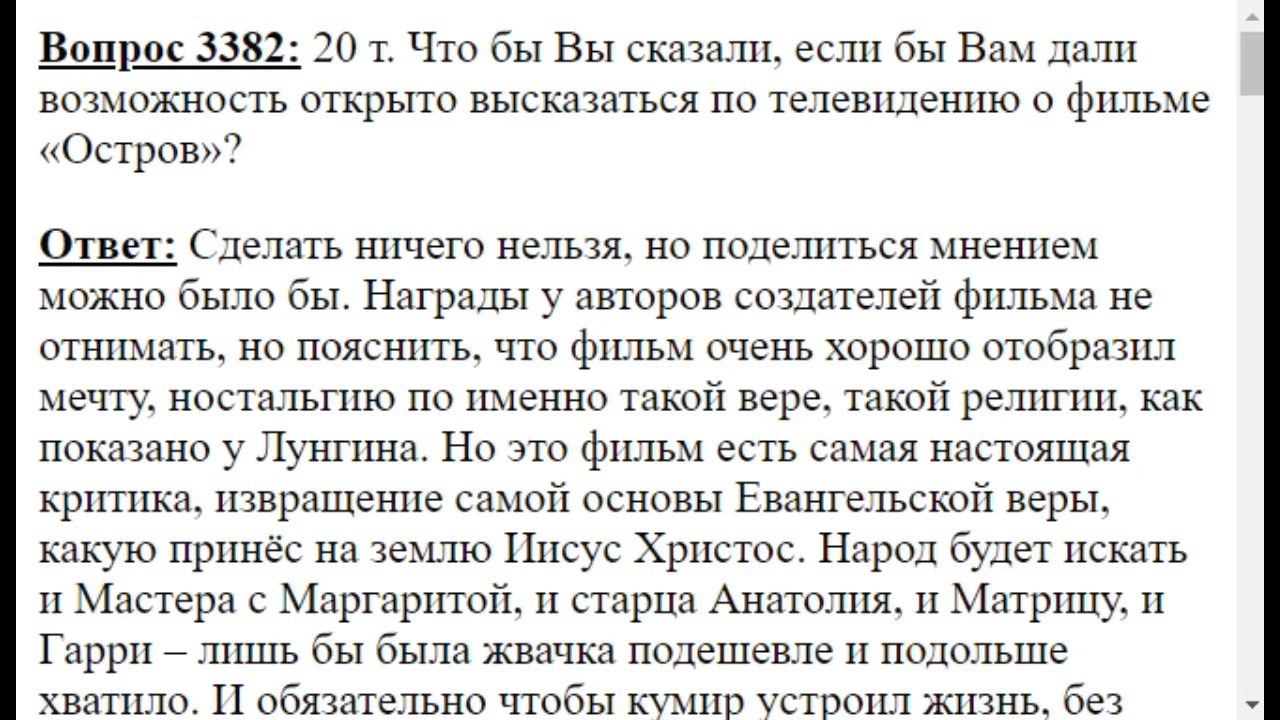 Вопрос 3382: 20 т. Что бы Вы сказали, если бы Вам дали
возможность открыто высказаться по телевидению о фильме
«Остров»?
Ответ: Сделать ничего нельзя, но поделиться мнением
можно было бы. Награды у авторов создателей фильма не
отнимать, но пояснить, что фильм очень хорошо отобразил
мечту, ностальгию по именно такой вере, такой религии, как
показано у Лунгина. Но это фильм есть самая настоящая
критика, извращение самой основы Евангельской веры,
какую принёс на землю Иисус Христос. Народ будет искать
и Мастера с Маргаритой, и старца Анатолия, и Матрицу, и
Гарри – лишь бы была жвачка подешевле и подольше
хватило. И обязательно чтобы кумир устроил жизнь, без